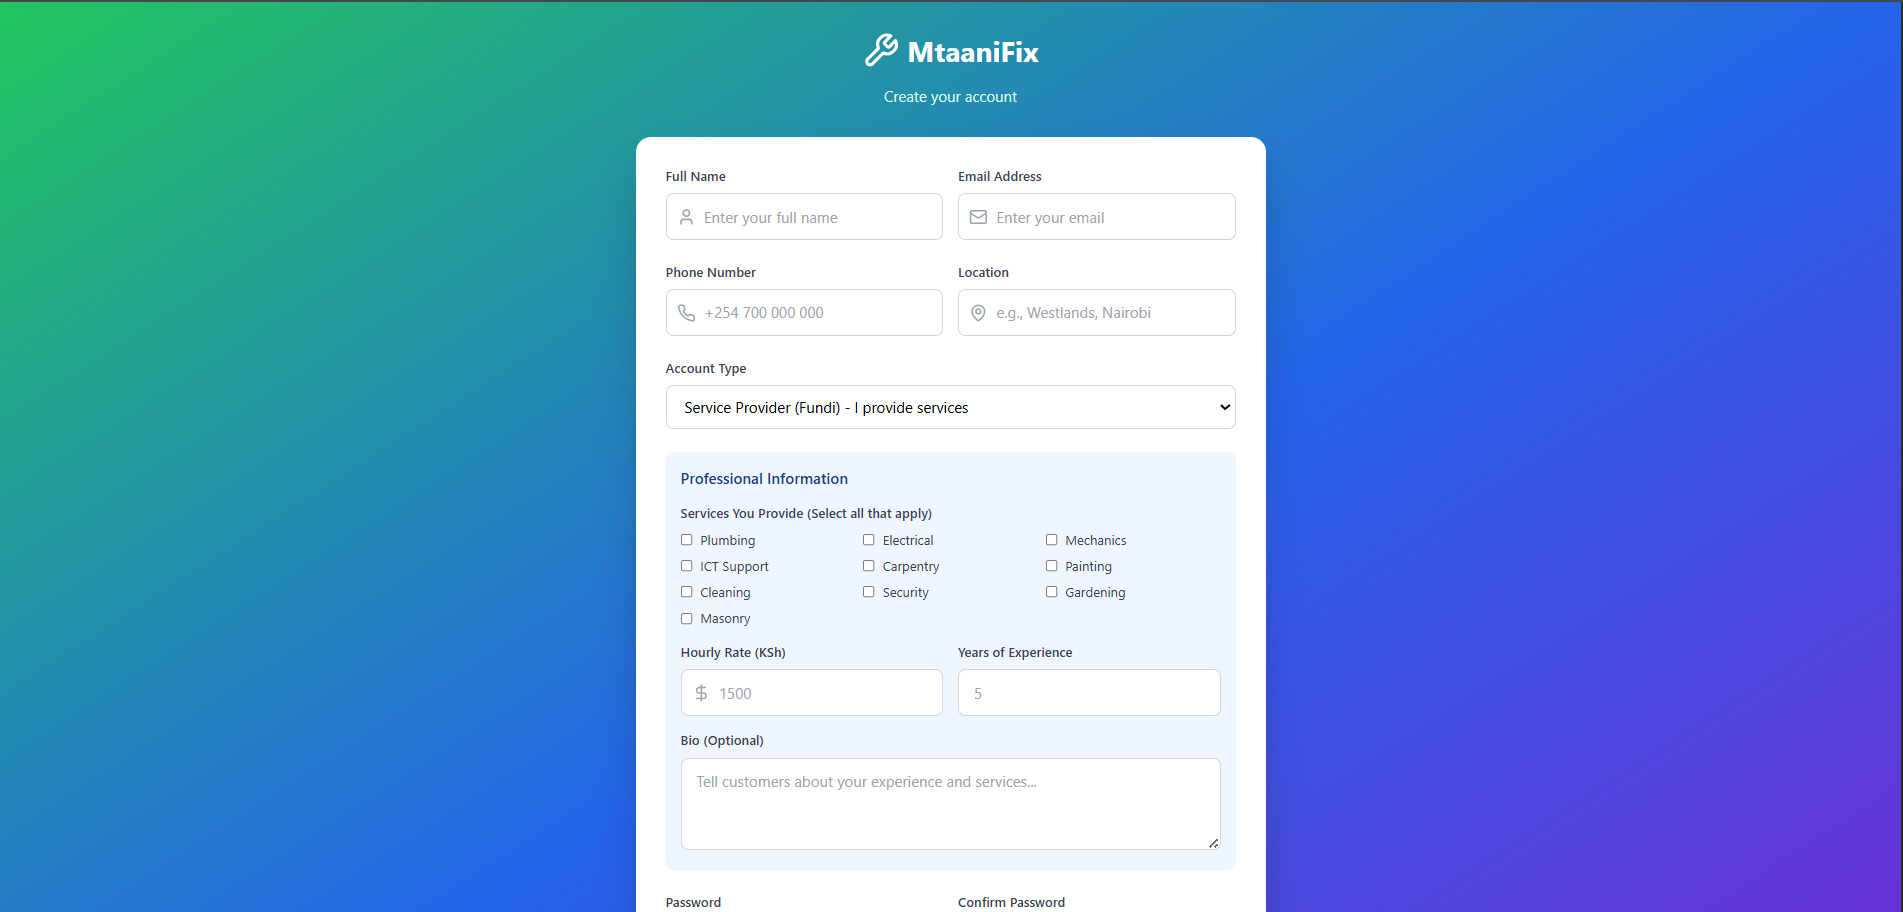 MtaaniFix
Create your account
Full Name
Email Address
Enter your full name
Enter your email
Phone Number
Location
+254 700 000 000
e.g., Westlands, Nairobi
Account Type
Service Provider (Fundi) - I provide services
Professional Information
Services You Provide (Select all that apply)
Plumbing
Electrical
Mechanics
ICT Support
Carpentry
Painting
Cleaning
Security
Gardening
Masonry
Hourly Rate (KSh)
Years of Experience
$ 1500
5
Bio (Optional)
Tell customers about your experience and services...
Password
Confirm Password